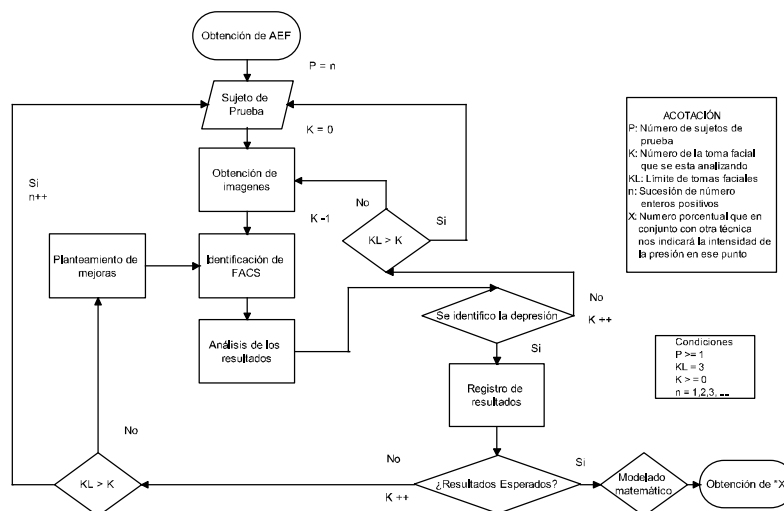 Obtención de AEF
P = n
Sujeto de
Prueba
K = 0
Obtención de
imagenes
K -1
Si
n++
Planteamiento de
mejoras
Identificación de
FACS
Análisis de los
resultados
No
KL > K
Si
No
K ++
Se identifico la depresión
Si
Registro de
resultados
No
KL > K
No
K ++
¿Resultados Esperados?
Si
Modelado
matemático
Obtención de "X
ACOTACIÓN
P: Número de sujetos de
prueba
K: Número de la toma facial
que se esta analizando
KL: Límite de tomas faciales
n: Sucesión de número
enteros positivos
X: Numero porcentual que en
conjunto con otra técnica
nos indicará la intensidad de
la presión en ese punto
Condiciones
P >= 1
KL = 3
K > = 0
n = 1,2,3, ...